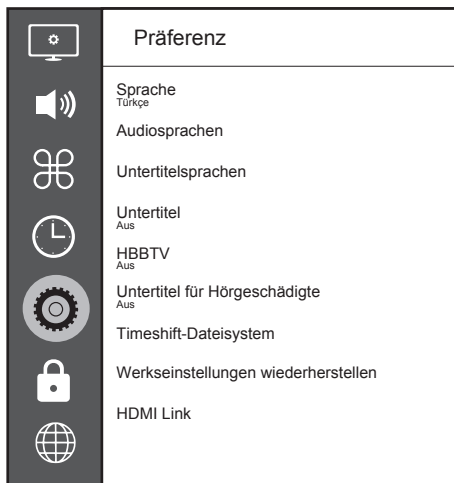 Präferenz
Sprache
Türkçe
Audiosprachen
Untertitelsprachen
Untertitel
Aus
HBBTV
Aus
Untertitel für Hörgeschädigte
Aus
Timeshift-Dateisystem
Werkseinstellungen wiederherstellen
HDMI Link